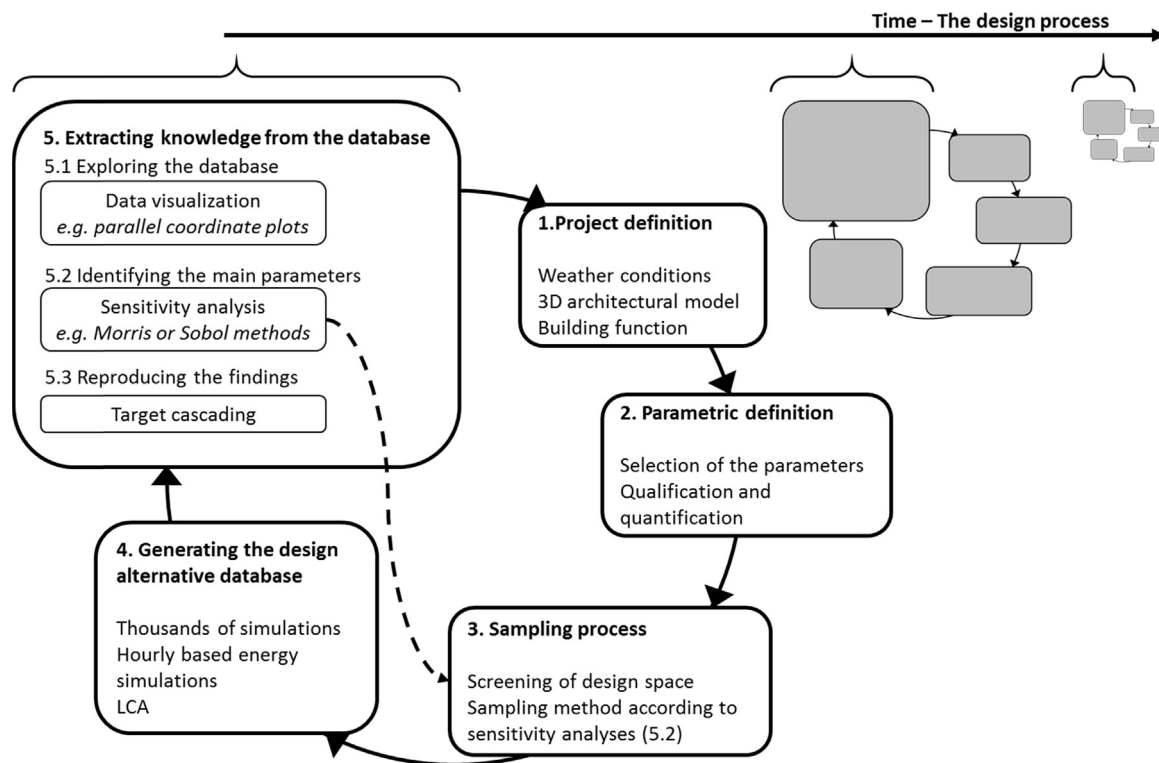 Time – The design process
5. Extracting knowledge from the database
5.1 Exploring the database
Data visualization
e.g. parallel coordinate plots
5.2 Identifying the main parameters
Sensitivity analysis
e.g. Morris or Sobol methods
5.3 Reproducing the findings
Target cascading
1.Project definition
Weather conditions
3D architectural model
Building function
2. Parametric definition
Selection of the parameters
Qualification and
quantification
3. Sampling process
Screening of design space
Sampling method according to
sensitivity analyses (5.2)
4. Generating the design
alternative database
Thousands of simulations
Hourly based energy
simulations
LCA